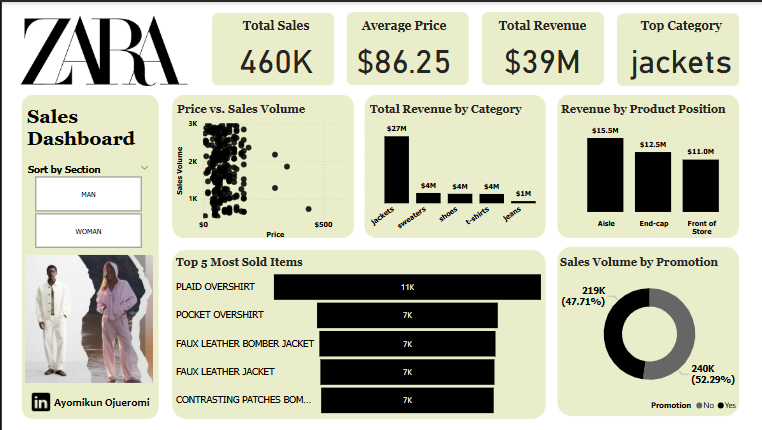 ZARA
Total Sales
460K
Average Price
$86.25
Total Revenue
$39M
Top Category
jackets
Sales
Dashboard
Sort by Section
MAN
WOMAN
in Ayomikun Ojueromi
Price vs. Sales Volume
Sales Volume
3K
2K
1K
$0
$500
Price
Total Revenue by Category
$27M
$4M
$4M
$4M
$1M
jackets
sweaters
shoes
t-shirts
jeans
Revenue by Product Position
$15.5M
$12.5M
$11.0M
Aisle
End-cap
Front of
Store
Top 5 Most Sold Items
PLAID OVERSHIRT
11K
POCKET OVERSHIRT
7K
FAUX LEATHER BOMBER JACKET
7K
FAUX LEATHER JACKET
7K
CONTRASTING PATCHES BOM...
7K
Sales Volume by Promotion
219K
(47.71%)
240K
(52.29%)
Promotion No Yes